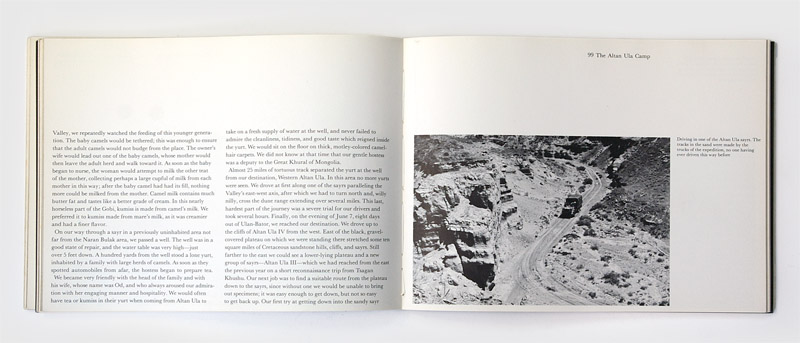 Valley, we repeatedly watched the feeding of this younger genera-
tion. The baby camels would be tethered; this was enough to ensure
that the adult camels would not budge from the place. The owner's
wife would lead out one of the baby camels, whose mother would
then leave the adult herd and walk toward it. As soon as the baby
began to nurse, the woman would attempt to milk the other teat
of the mother, collecting perhaps a large cupful of milk from each
mother in this way; after the baby camel had had its fill, nothing
more could be milked from the mother. Camel milk contains much
butter fat and tastes like a better grade of cream. In this nearly
horseless part of the Gobi, kumiss is made from camel's milk. We
preferred it to kumiss made from mare's milk, as it was creamier
and had a finer flavor.
On our way through a sayr in a previously uninhabited area not
far from the Naran Bulak area, we passed a well. The well was in a
good state of repair, and the water table was very high—just
over 5 feet down. A hundred yards from the well stood a lone yurt,
inhabited by a family with large herds of camels. As soon as they
spotted automobiles from afar, the hostess began to prepare tea.
We became very friendly with the head of the family and with
his wife, whose name was Od, and who always aroused our admira-
tion with her engaging manner and hospitality. We would often
have tea or kumiss in their yurt when coming from Altan Ula to
take on a fresh supply of water at the well, and never failed to
admire the cleanliness, tidiness, and good taste which reigned inside
the yurt. We would sit on the floor on thick, motley-colored camel
hair carpets. We did not know at that time that our gentle hostess
was a deputy to the Great Khural of Mongolia.
Almost 25 miles of tortuous track separated the yurt at the well
from our destination, Western Altan Ula. In this area no more yurts
were seen. We drove at first along one of the sayrs paralleling the
Valley's east-west axis, after which we had to turn north and, willy
nilly, cross the dune range extending over several miles. This last,
hardest part of the journey was a severe trial for our drivers and
took several hours. Finally, on the evening of June 7, eight days
out of Ulan-Bator, we reached our destination. We drove up to
the cliffs of Altan Ula IV from the west. East of the black, gravel-
covered plateau on which we were standing there stretched some ten
square miles of Cretaceous sandstone hills, cliffs, and sayrs. Still
farther to the east we could see a lower-lying plateau and a new
group of sayrs—Altan Ula III—which we had reached from the east
the previous year on a short reconnaissance trip from Tsagan
Khushu. Our next job was to find a suitable route from the plateau
down to the sayrs, since without one we would be unable to bring
out specimens; it was easy enough to get down, but not so easy
to get back up. Our first try at getting down into the sandy sayr
99 The Altan Ula Camp
Driving in one of the Altan Ula sayrs. The
tracks in the sand were made by the
trucks of the expedition, no one having
ever driven this way before.